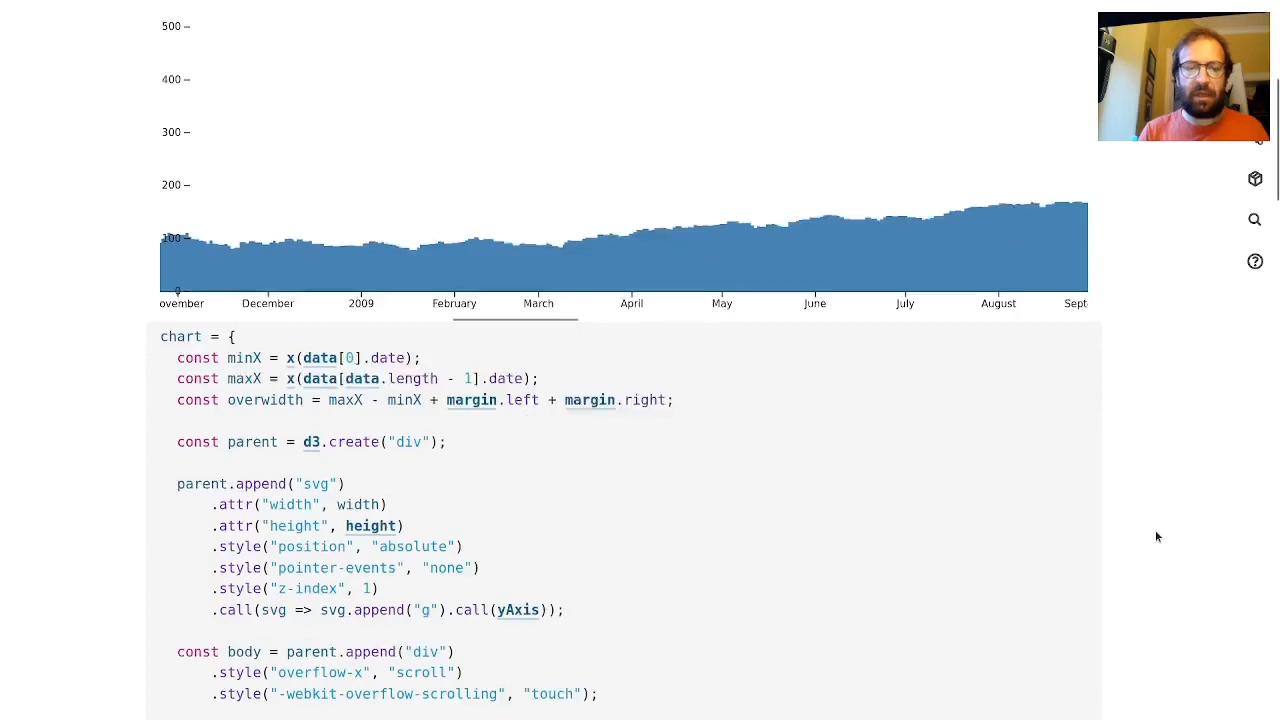 500
400
300
200
100
0
ovember December 2009 February March April May June July August Sept
chart = {
const minX = x(data[0].date);
const maxX = x(data[data.length - 1].date);
const overwidth = maxX - minX + margin.left + margin.right;
const parent = d3.create("div");
parent.append("svg")
.attr("width", width)
.attr("height", height)
.style("position", "absolute")
.style("pointer-events", "none")
.style("z-index", 1)
.call(svg => svg.append("g").call(yAxis));
const body = parent.append("div")
.style("overflow-x", "scroll")
.style("-webkit-overflow-scrolling", "touch");